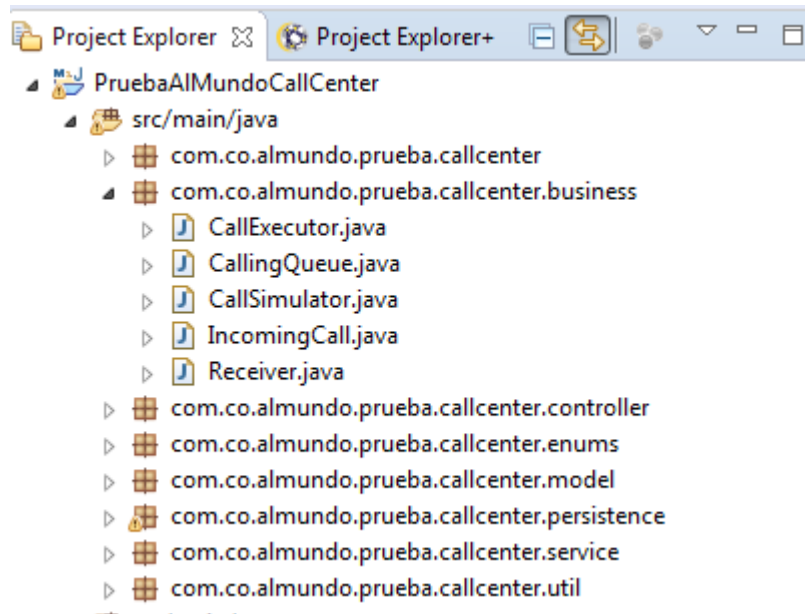 Project Explorer Project Explorer+
PruebaAlMundoCallCenter
src/main/java
com.co.almundo.prueba.callcenter
com.co.almundo.prueba.callcenter.business
CallExecutor.java
CallingQueue.java
CallSimulator.java
IncomingCall.java
Receiver.java
com.co.almundo.prueba.callcenter.controller
com.co.almundo.prueba.callcenter.enums
com.co.almundo.prueba.callcenter.model
com.co.almundo.prueba.callcenter.persistence
com.co.almundo.prueba.callcenter.service
com.co.almundo.prueba.callcenter.util